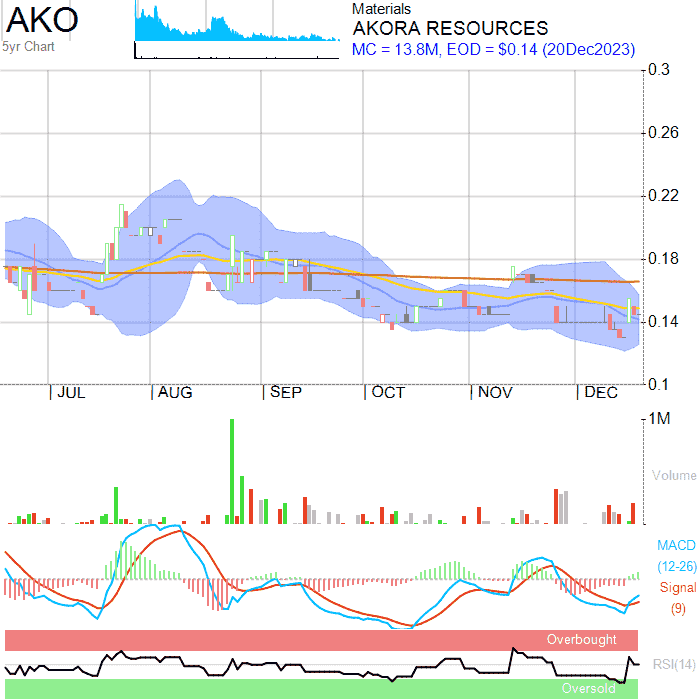 AKO
5yr Chart
Materials
AKORA RESOURCES
MC = 13.8M, EOD = $0.14 (20Dec2023)
0.3
0.26
0.22
0.18
0.14
0.1
JUL
AUG
SEP
OCT
NOV
DEC
1M
Volume
MACD
(12-26)
Signal
(9)
Overbought
RSI(14)
Oversold